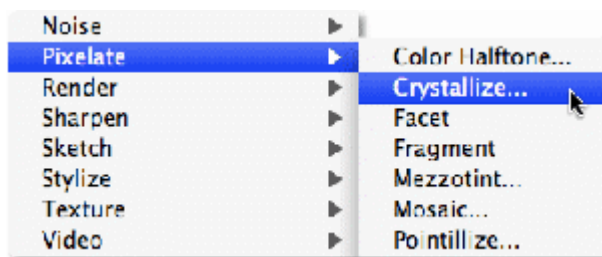 Noise
Pixelate
Render
Sharpen
Sketch
Stylize
Texture
Video
Color Halftone...
Crystallize...
Facet
Fragment
Mezzotint...
Mosaic...
Pointillize...